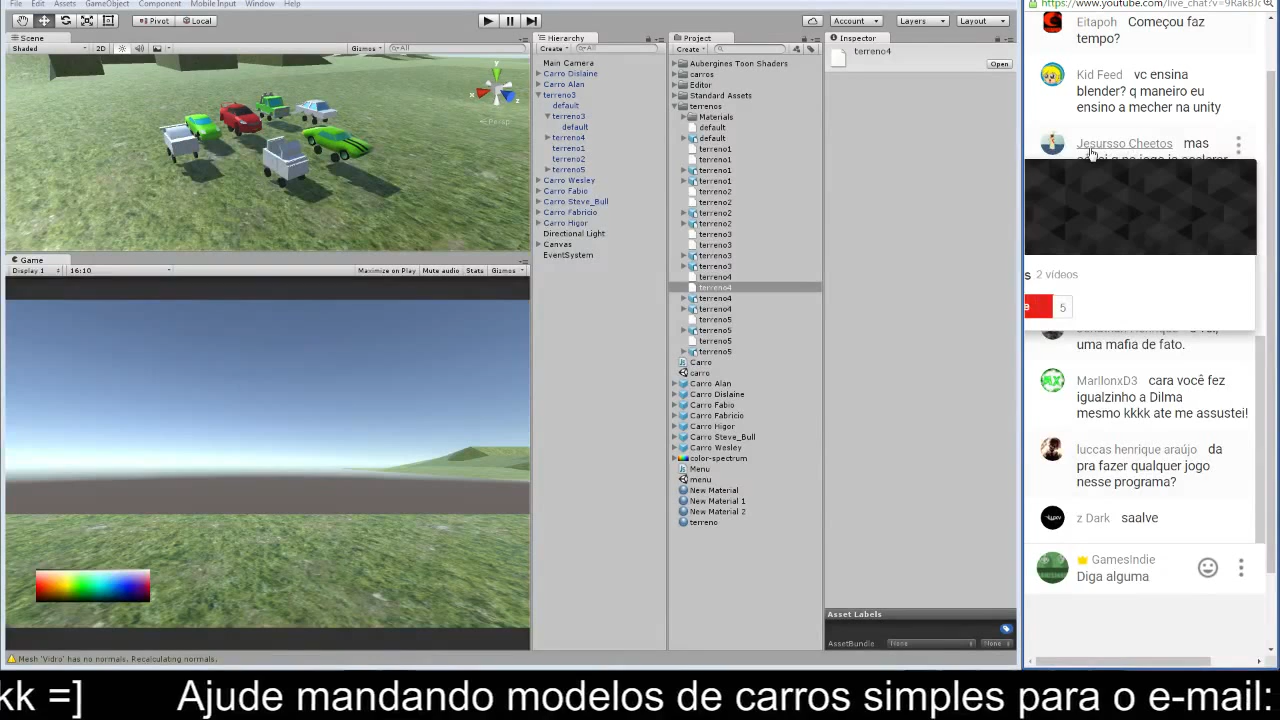 File Edit Assets GameObject Component Mobile Input Window Help
Pivot Local Account Layers Layout
Scene
Shaded 2D Gizmos All
Hierarchy
Create All
Main Camera
Carro Dislaine
Carro Alan
terreno3
default
terreno3
default
terreno4
terreno1
terreno2
terreno5
Carro Wesley
Carro Fabio
Carro Steve_Bull
Carro Fabricio
Carro Higor
Directional Light
Canvas
EventSystem
Project
Create
Aubergines Toon Shaders
carros
Editor
Standard Assets
terrenos
Materials
default
default
terreno1
terreno1
terreno1
terreno1
terreno2
terreno2
terreno2
terreno2
terreno3
terreno3
terreno3
terreno3
terreno4
terreno4
terreno4
terreno4
terreno5
terreno5
terreno5
terreno5
Carro
carro
Carro Alan
Carro Dislaine
Carro Fabio
Carro Fabricio
Carro Higor
Carro Steve_Bull
Carro Wesley
color-spectrum
Menu
menu
New Material
New Material 1
New Material 2
terreno
Inspector
terreno4
Open
Asset Labels
AssetBundle None None
y
x z
Persp
Game
Display 1 16:10 Maximize on Play Mute audio Stats Gizmos
Mesh 'Vidro' has no normals. Recalculating normals.
Eitapoh Começou faz
tempo?
Kid Feed vc ensina
blender? q maneiro eu
ensino a mecher na unity
Jesursso Cheetos mas
s 2 vídeos
5
uma mafia de fato.
MarllonxD3 cara você fez
igualzinho a Dilma
mesmo kkkk ate me assustei!
luccas henrique araújo da
pra fazer qualquer jogo
nesse programa?
z Dark saalve
GamesIndie
Diga alguma
kk =] Ajude mandando modelos de carros simples para o e-mail: